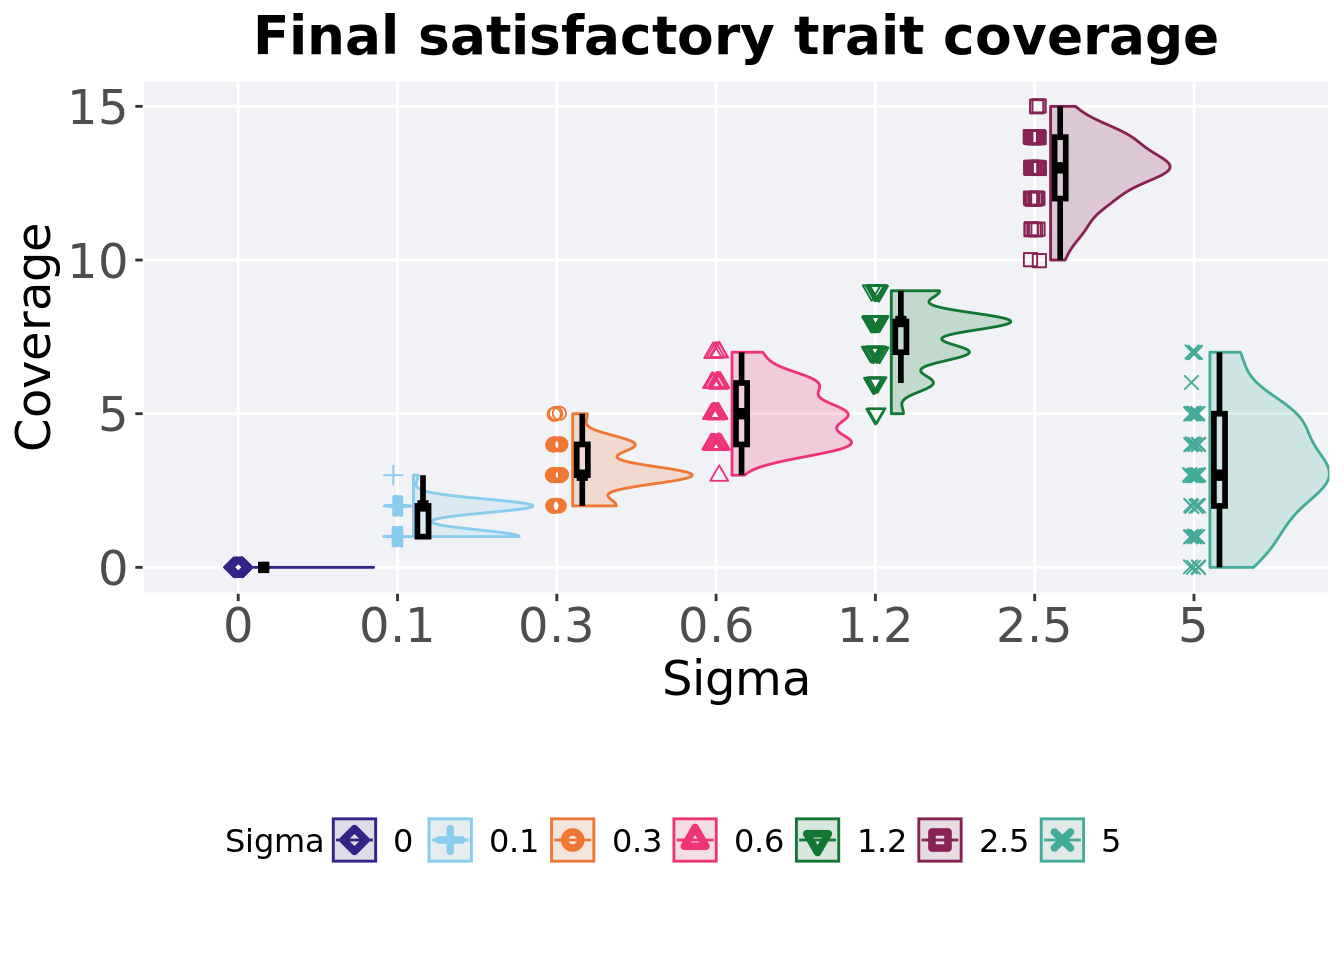 Final satisfactory trait coverage
15
10
5
0
Coverage
0 0.1 0.3 0.6 1.2 2.5 5
Sigma
Sigma 0 0.1 0.3 0.6 1.2 2.5 5